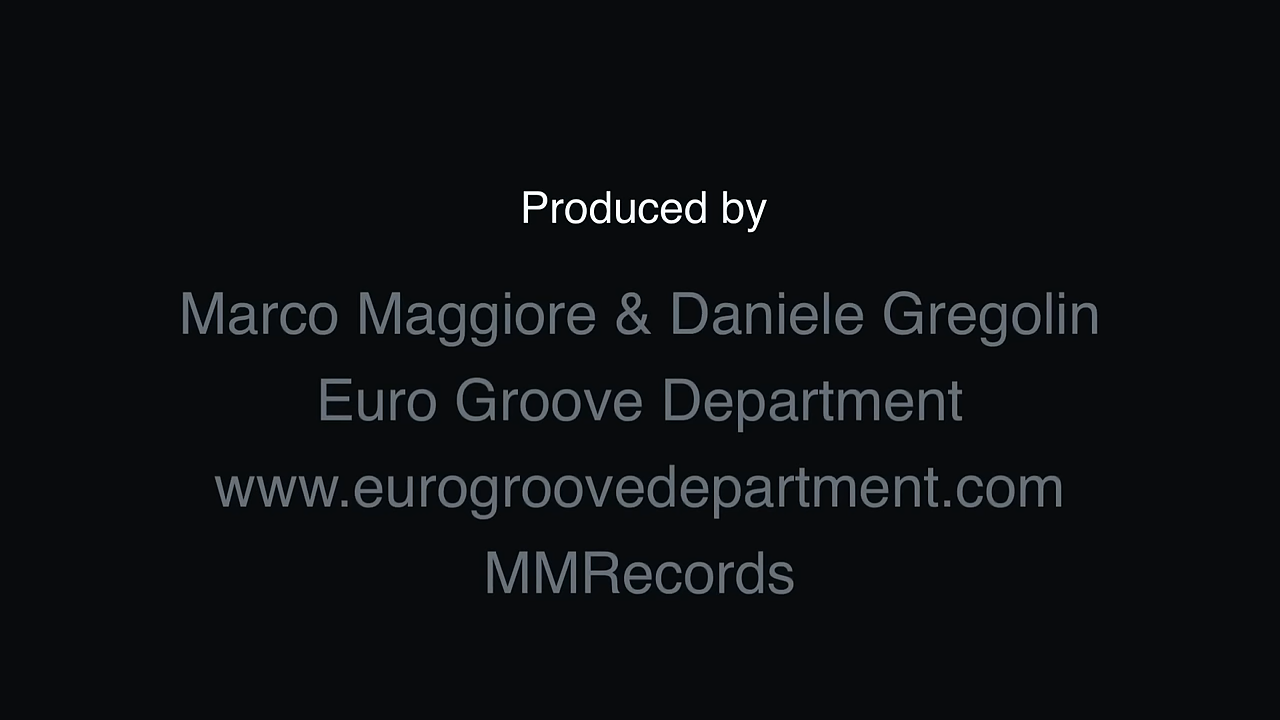 Produced by
Marco Maggiore & Daniele Gregolin
Euro Groove Department
www.eurogroovedepartment.com
MMRecords